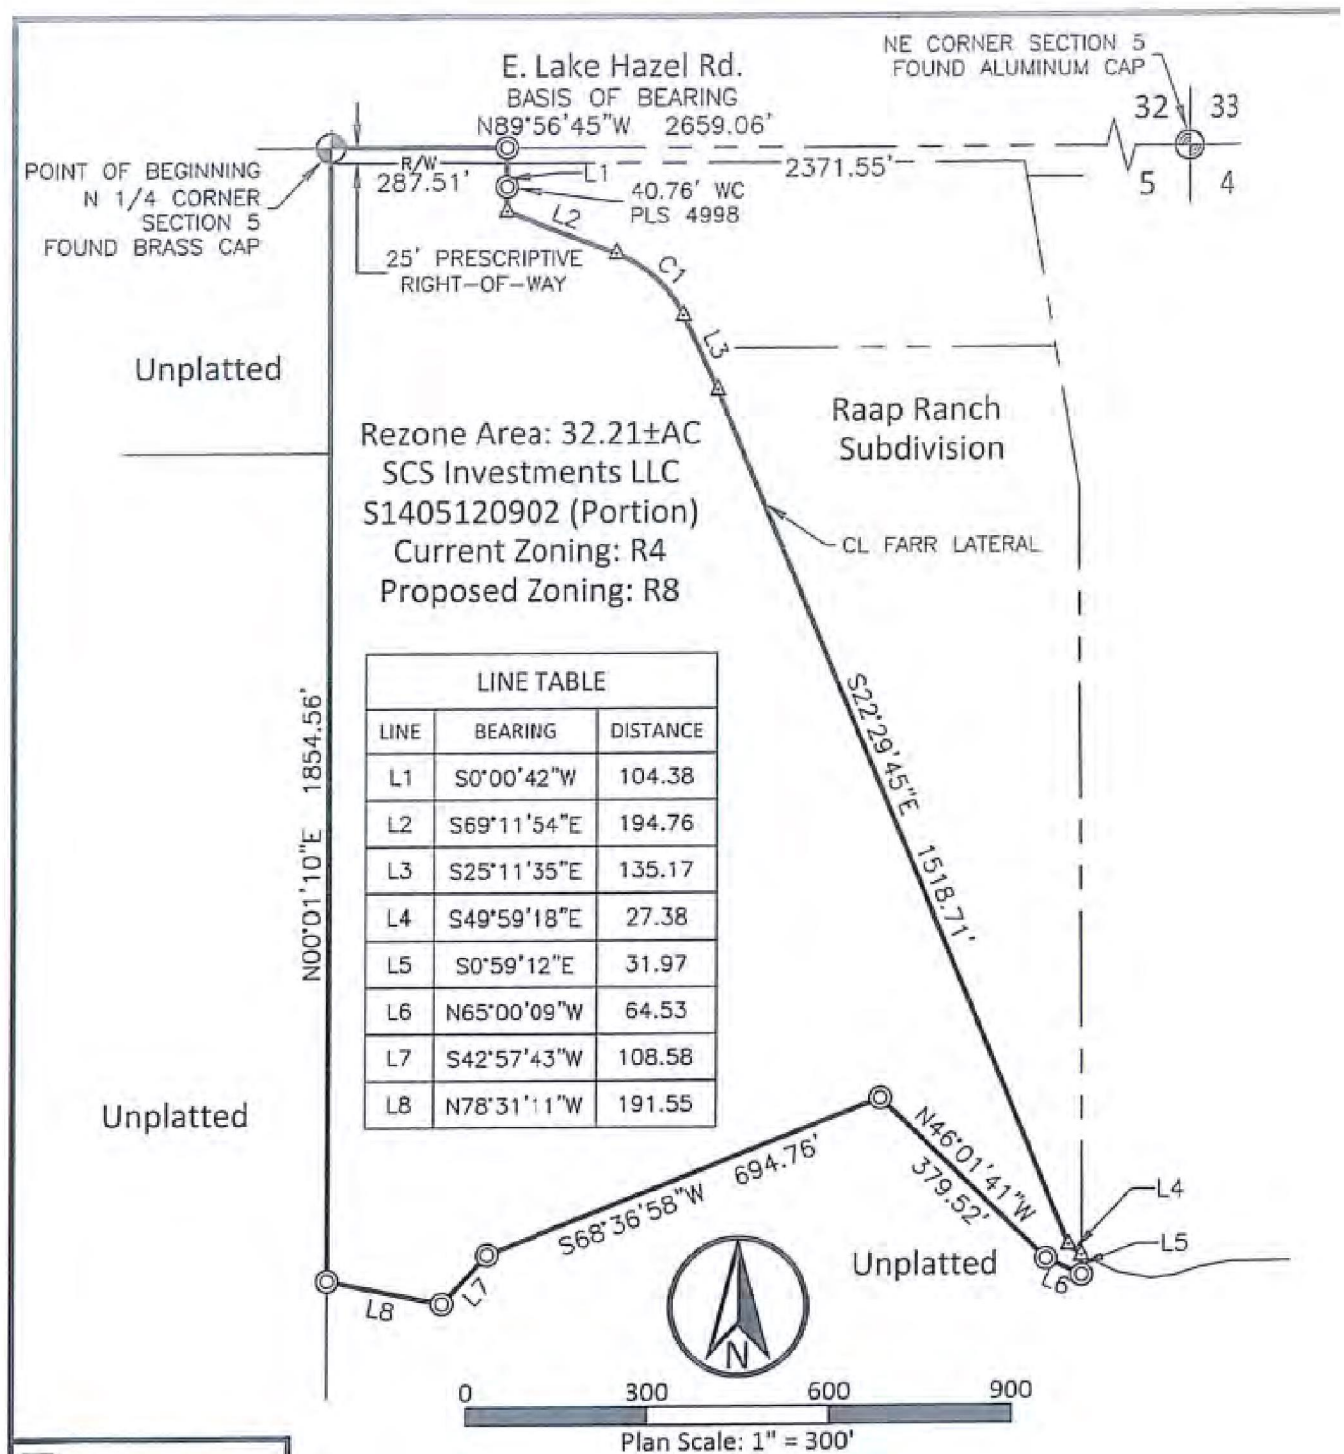 NE CORNER SECTION 5
FOUND ALUMINUM CAP
E. Lake Hazel Rd.
BASIS OF BEARING
N89°56'45"W 2659.06'
32
33
5
4
POINT OF BEGINNING
N 1/4 CORNER
SECTION 5
FOUND BRASS CAP
R/W
287.51'
L1
2371.55'
40.76' WC
PLS 4998
L2
25' PRESCRIPTIVE
RIGHT-OF-WAY
C1
L3
Unplatted
Raap Ranch
Subdivision
Rezone Area: 32.21±AC
SCS Investments LLC
S1405120902 (Portion)
Current Zoning: R4
Proposed Zoning: R8
CL FARR LATERAL
LINE TABLE
LINE BEARING DISTANCE
L1 S0°00'42"W 104.38
L2 S69°11'54"E 194.76
L3 S25°11'35"E 135.17
L4 S49°59'18"E 27.38
L5 S0°59'12"E 31.97
L6 N65°00'09"W 64.53
L7 S42°57'43"W 108.58
L8 N78°31'11"W 191.55
N00°01'10"E 1854.56'
S22°29'45"E 1518.71'
Unplatted
S68°36'58"W 694.76'
N46°01'41"W
379.52'
L4
L5
L6
Unplatted
L7
L8
N
0 300 600 900
Plan Scale: 1" = 300'